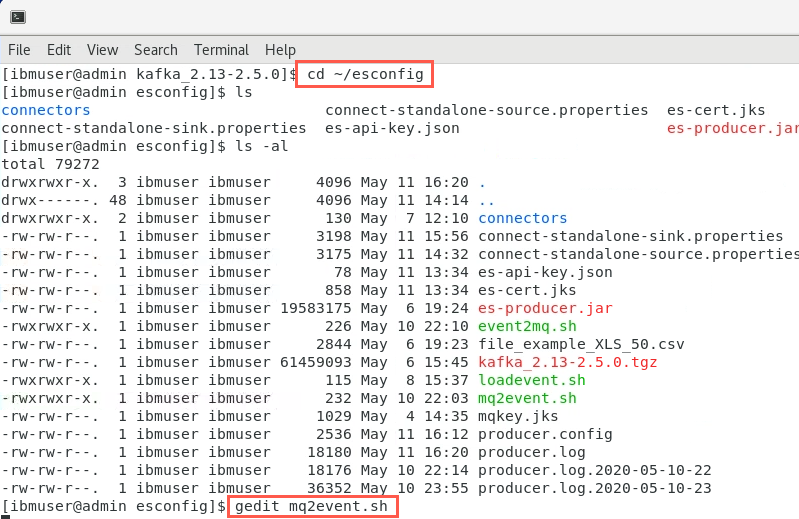 File Edit View Search Terminal Help
[ibmuser@admin kafka_2.13-2.5.0]$ cd ~/esconfig
[ibmuser@admin esconfig]$ ls
connectors connect-standalone-source.properties es-cert.jks
connect-standalone-sink.properties es-api-key.json es-producer.jar
[ibmuser@admin esconfig]$ ls -al
total 79272
drwxrwxr-x. 3 ibmuser ibmuser 4096 May 11 16:20 .
drwx------. 48 ibmuser ibmuser 4096 May 11 14:14 ..
drwxrwxr-x. 2 ibmuser ibmuser 130 May 7 12:10 connectors
-rw-rw-r--. 1 ibmuser ibmuser 3198 May 11 15:56 connect-standalone-sink.properties
-rw-rw-r--. 1 ibmuser ibmuser 3175 May 11 14:32 connect-standalone-source.properties
-rw-rw-r--. 1 ibmuser ibmuser 78 May 11 13:34 es-api-key.json
-rw-rw-r--. 1 ibmuser ibmuser 858 May 11 13:34 es-cert.jks
-rw-rw-r--. 1 ibmuser ibmuser 19583175 May 6 19:24 es-producer.jar
-rwxrwxr-x. 1 ibmuser ibmuser 226 May 10 22:10 event2mq.sh
-rw-rw-r--. 1 ibmuser ibmuser 2844 May 6 19:23 file_example_XLS_50.csv
-rw-rw-r--. 1 ibmuser ibmuser 61459093 May 6 15:45 kafka_2.13-2.5.0.tgz
-rwxrwxr-x. 1 ibmuser ibmuser 115 May 8 15:37 loadevent.sh
-rwxrwxr-x. 1 ibmuser ibmuser 232 May 10 22:03 mq2event.sh
-rw-rw-r--. 1 ibmuser ibmuser 1029 May 4 14:35 mqkey.jks
-rw-rw-r--. 1 ibmuser ibmuser 2536 May 11 16:12 producer.config
-rw-rw-r--. 1 ibmuser ibmuser 18180 May 11 16:20 producer.log
-rw-rw-r--. 1 ibmuser ibmuser 18176 May 10 22:14 producer.log.2020-05-10-22
-rw-rw-r--. 1 ibmuser ibmuser 36352 May 10 23:55 producer.log.2020-05-10-23
[ibmuser@admin esconfig]$ gedit mq2event.sh